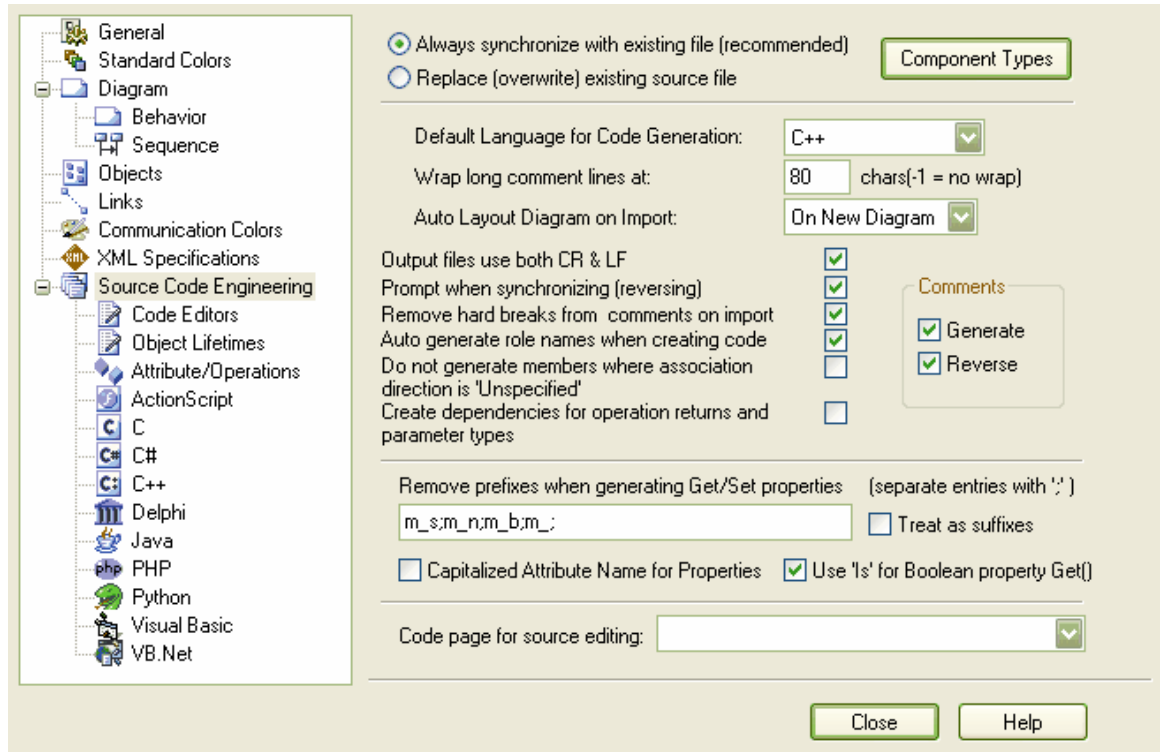 General
Standard Colors
Diagram
Behavior
Sequence
Objects
Links
Communication Colors
XML Specifications
Source Code Engineering
Code Editors
Object Lifetimes
Attribute/Operations
ActionScript
C
C#
C++
Delphi
Java
PHP
Python
Visual Basic
VB.Net
Always synchronize with existing file (recommended)
Replace (overwrite) existing source file
Component Types
Default Language for Code Generation: C++
Wrap long comment lines at: 80 chars(-1 = no wrap)
Auto Layout Diagram on Import: On New Diagram
Output files use both CR & LF
Prompt when synchronizing (reversing)
Remove hard breaks from comments on import
Auto generate role names when creating code
Do not generate members where association
direction is 'Unspecified'
Create dependencies for operation returns and
parameter types
Comments
Generate
Reverse
Remove prefixes when generating Get/Set properties (separate entries with ';' )
m_s;m_n;m_b;m_;
Treat as suffixes
Capitalized Attribute Name for Properties
Use 'Is' for Boolean property Get()
Code page for source editing:
Close
Help